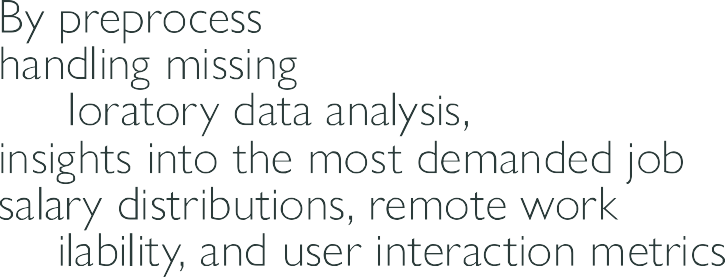 By preprocess
handling missing
loratory data analysis,
insights into the most demanded job
salary distributions, remote work
ilability, and user interaction metrics